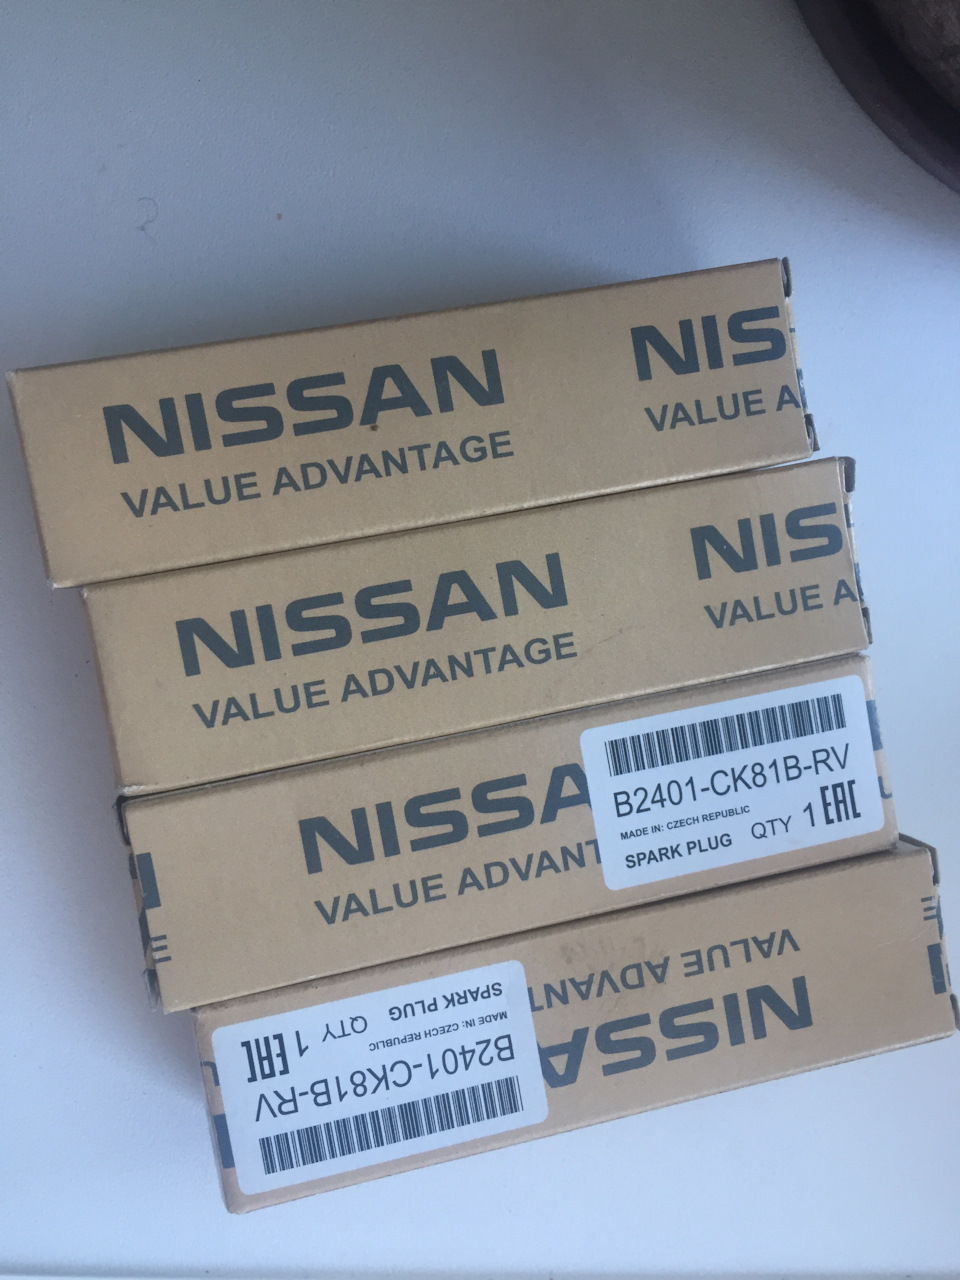 NISSAN
VALUE ADVANTAGE
NIS
VALUE A
NISSAN
VALUE ADVANTAGE
NIS
VALUE A
NISSA
VALUE ADVANT
B2401-CK81B-RV
MADE IN: CZECH REPUBLIC
SPARK PLUG QTY 1 EAC
NISSA
VALUE ADVANT
B2401-CK81B-RV
MADE IN: CZECH REPUBLIC
SPARK PLUG QTY 1 EAC